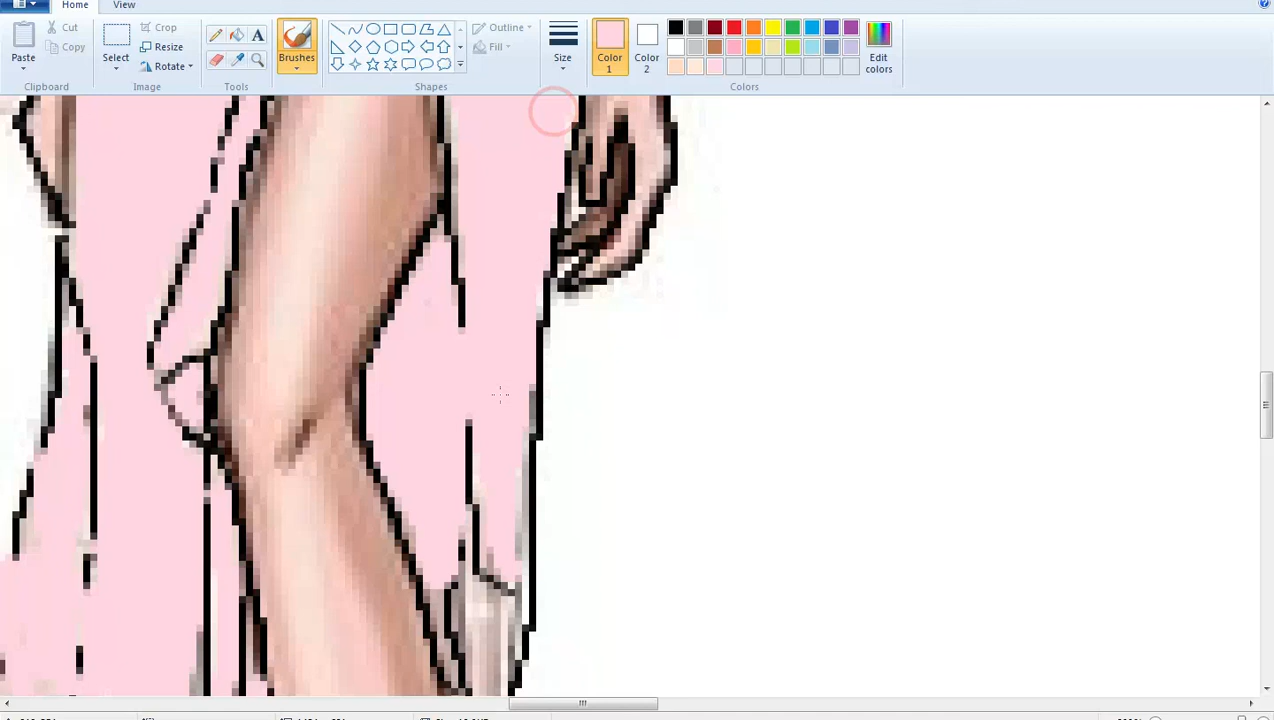 Home View
Cut
Copy
Paste
Clipboard
Select
Crop
Resize
Rotate
Image
A
Tools
Brushes
Outline
Fill
Shapes
Size
Color 1
Color 2
Edit colors
Colors